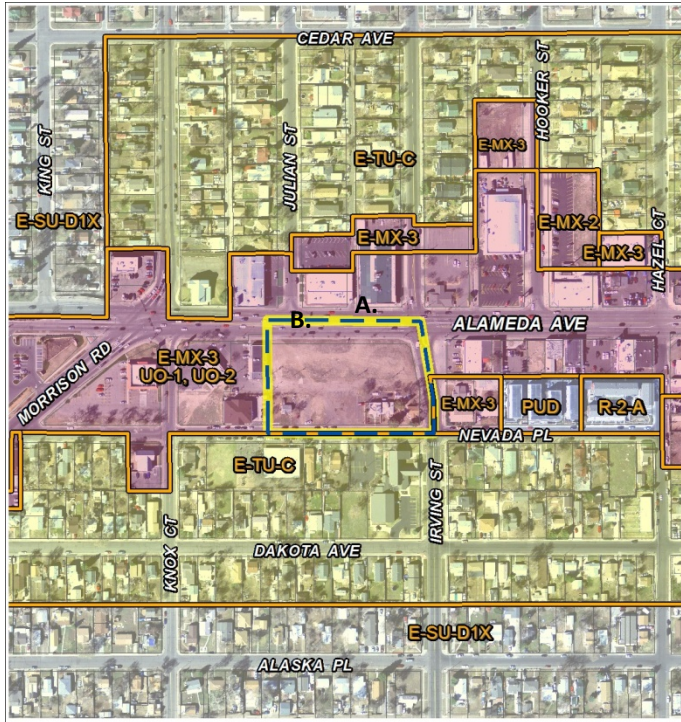 CEDAR AVE
KING ST
JULIAN ST
HOOKER ST
E-MX-3
E-TU-C
E-SU-D1X
E-MX-2
E-MX-3
E-MX-3
HAZEL CT
A.
B.
ALAMEDA AVE
MORRISON RD
E-MX-3
UO-1, UO-2
E-MX-3
PUD
R-2-A
NEVADA PL
E-TU-C
KNOX CT
IRVING ST
DAKOTA AVE
E-SU-D1X
ALASKA PL